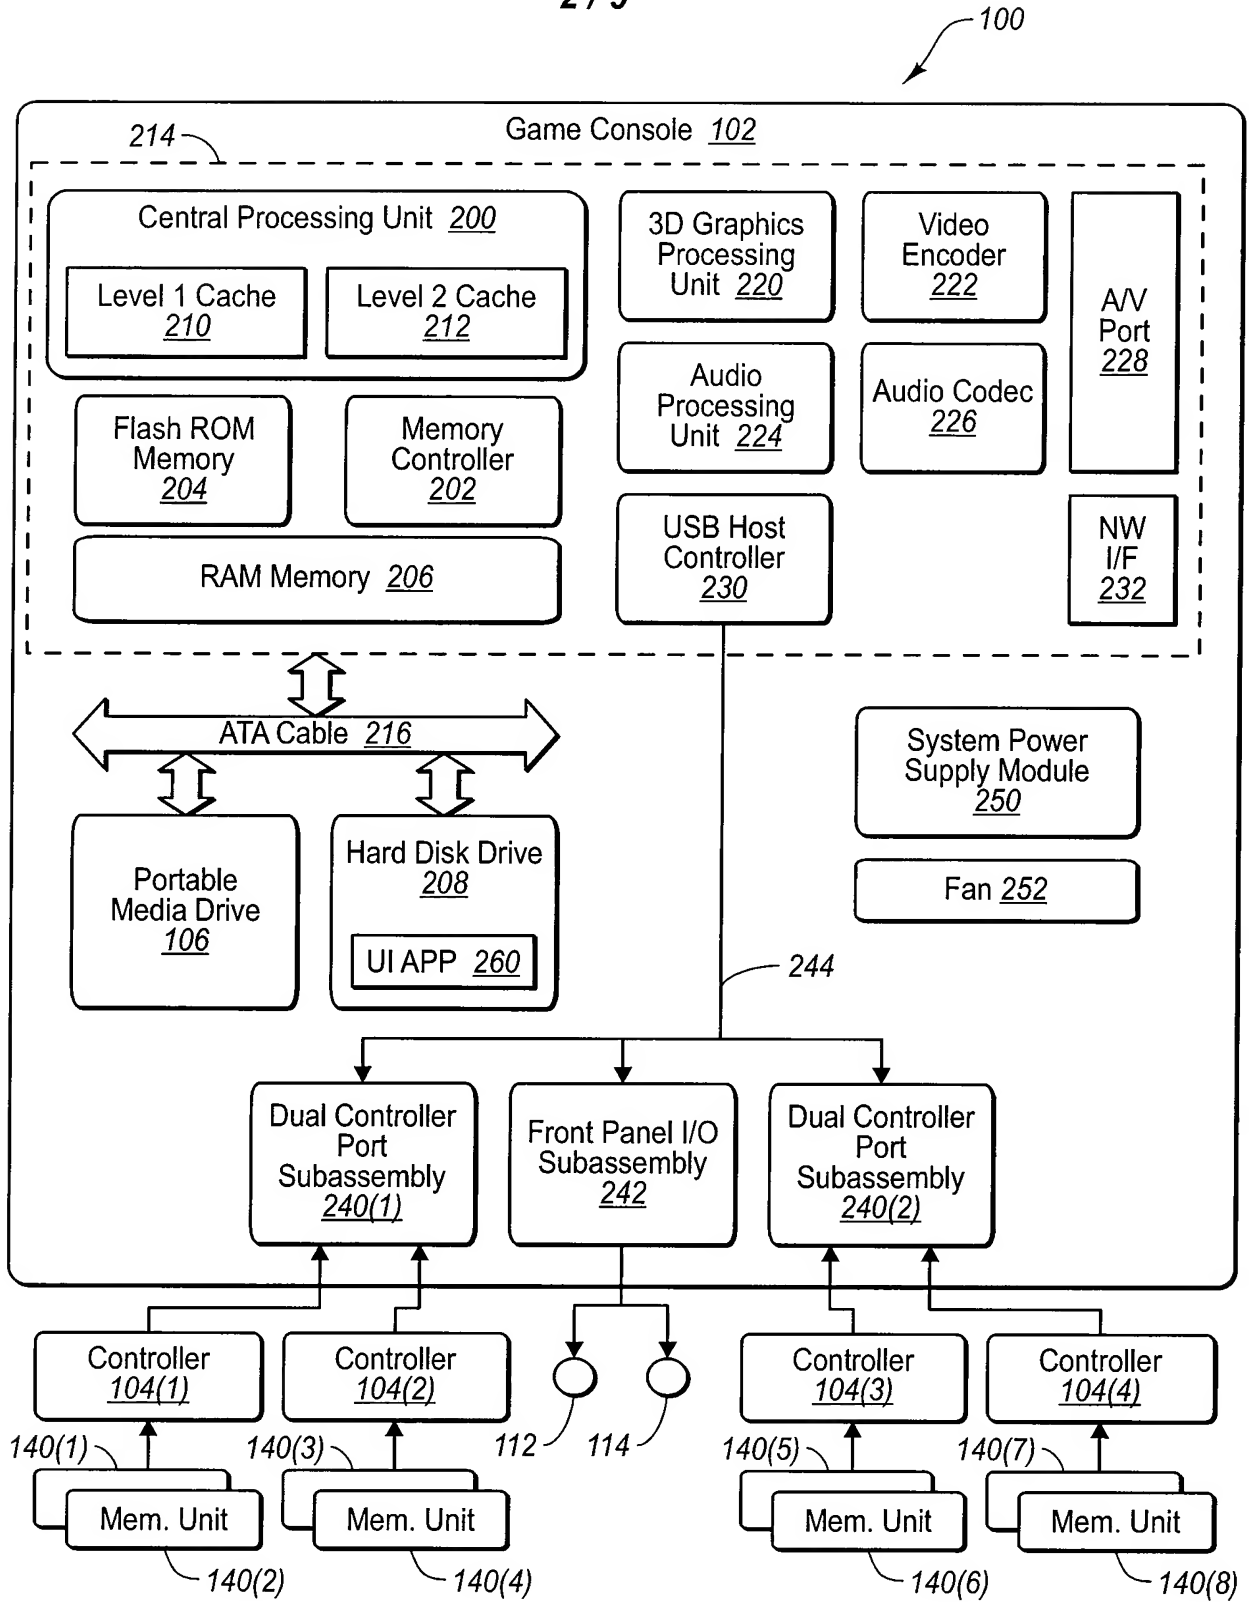 100
Game Console 102
214
Central Processing Unit 200
Level 1 Cache
210
Level 2 Cache
212
3D Graphics
Processing
Unit 220
Video
Encoder
222
A/V
Port
228
Audio
Processing
Unit 224
Audio Codec
226
Flash ROM
Memory
204
Memory
Controller
202
USB Host
Controller
230
NW
I/F
232
RAM Memory 206
ATA Cable 216
System Power
Supply Module
250
Portable
Media Drive
106
Hard Disk Drive
208
UI APP 260
Fan 252
244
Dual Controller
Port
Subassembly
240(1)
Front Panel I/O
Subassembly
242
Dual Controller
Port
Subassembly
240(2)
Controller
104(1)
Controller
104(2)
Controller
104(3)
Controller
104(4)
112
114
140(1)
140(3)
140(5)
140(7)
Mem. Unit
Mem. Unit
Mem. Unit
Mem. Unit
140(2)
140(4)
140(6)
140(8)